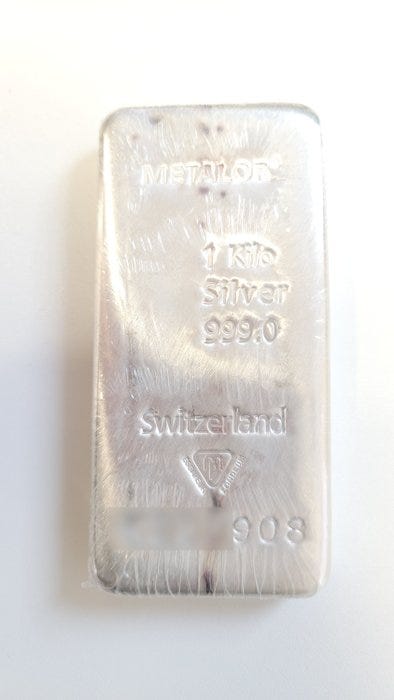 METALOR®
1 Kilo
Silver
999.0
Switzerland
908